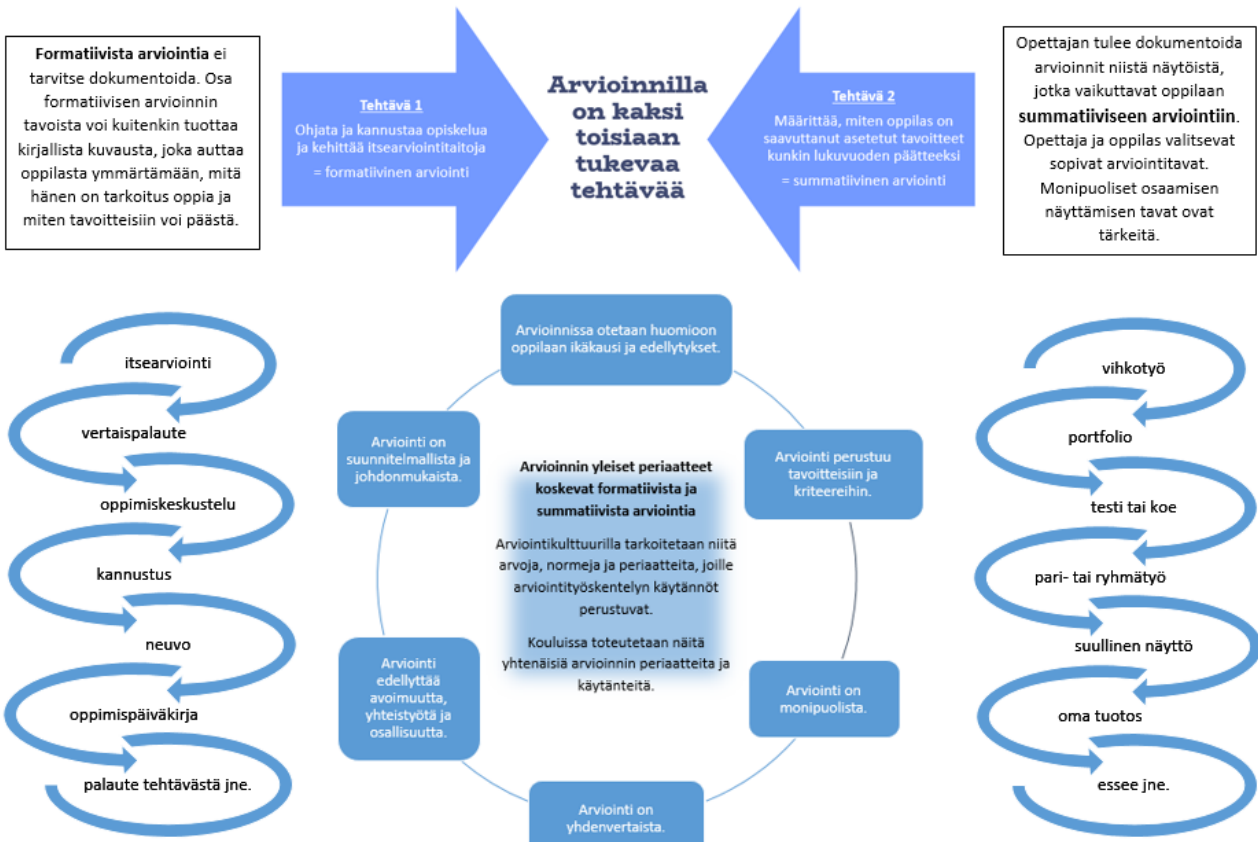 Formatiivista arviointia ei
tarvitse dokumentoida. Osa
formatiivisen arvioinnin
tavoista voi kuitenkin tuottaa
kirjallista kuvausta, joka auttaa
oppilasta ymmärtämään, mitä
hänen on tarkoitus oppia ja
miten tavoitteisiin voi päästä.
Tehtävä 1
Ohjata ja kannustaa opiskelua
ja kehittää itsearviointitaitoja
= formatiivinen arviointi
Arvioinnilla
on kaksi
toisiaan
tukevaa
tehtävää
Tehtävä 2
Määrittää, miten oppilas on
saavuttanut asetetut tavoitteet
kunkin lukuvuoden päätteeksi
= summatiivinen arviointi
Opettajan tulee dokumentoida
arvioinnit niistä näytöistä,
jotka vaikuttavat oppilaan
summatiiviseen arviointiin.
Opettaja ja oppilas valitsevat
sopivat arviointitavat.
Monipuoliset osaamisen
näyttämisen tavat ovat
tärkeitä.
itsearviointi
vertaispalaute
oppimiskeskustelu
kannustus
neuvo
oppimispäiväkirja
palaute tehtävästä jne.
Arvioinnissa otetaan huomioon
oppilaan ikäkausi ja edellytykset.
Arviointi perustuu
tavoitteisiin ja
kriteereihin.
Arviointi on
monipuolista.
Arviointi on
yhdenvertaista.
Arviointi
edellyttää
avoimuutta,
yhteistyötä ja
osallisuutta.
Arviointi on
suunnitelmallista ja
johdonmukaista.
Arvioinnin yleiset periaatteet
koskevat formatiivista ja
summatiivista arviointia
Arviointikulttuurilla tarkoitetaan niitä
arvoja, normeja ja periaatteita, joille
arviointityöskentelyn käytännöt
perustuvat.
Kouluissa toteutetaan näitä
yhtenäisiä arvioinnin periaatteita ja
käytänteitä.
vihkotyö
portfolio
testi tai koe
pari- tai ryhmätyö
suullinen näyttö
oma tuotos
essee jne.